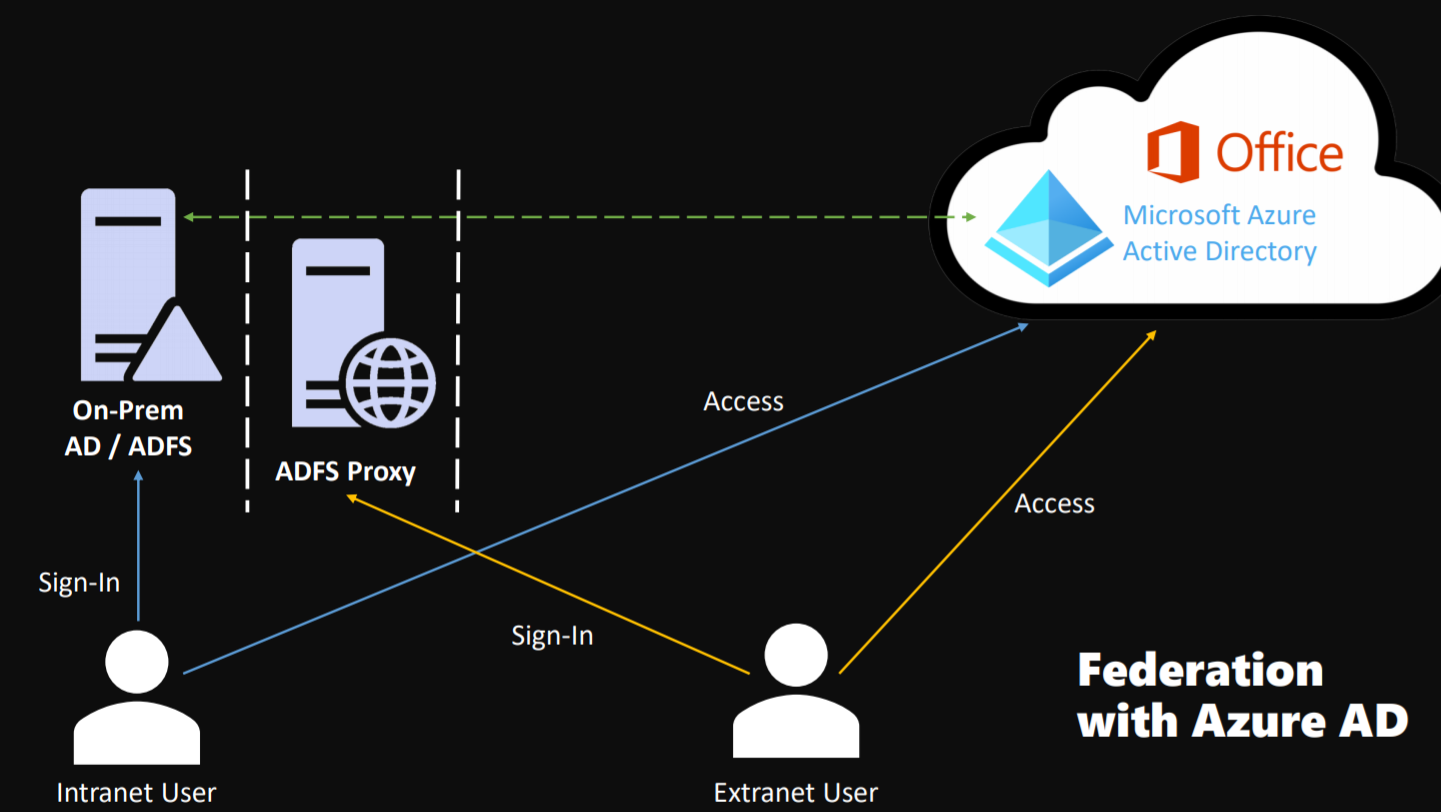 Office
Microsoft Azure
Active Directory
On-Prem
AD / ADFS
ADFS Proxy
Access
Access
Sign-In
Sign-In
Federation
with Azure AD
Intranet User
Extranet User